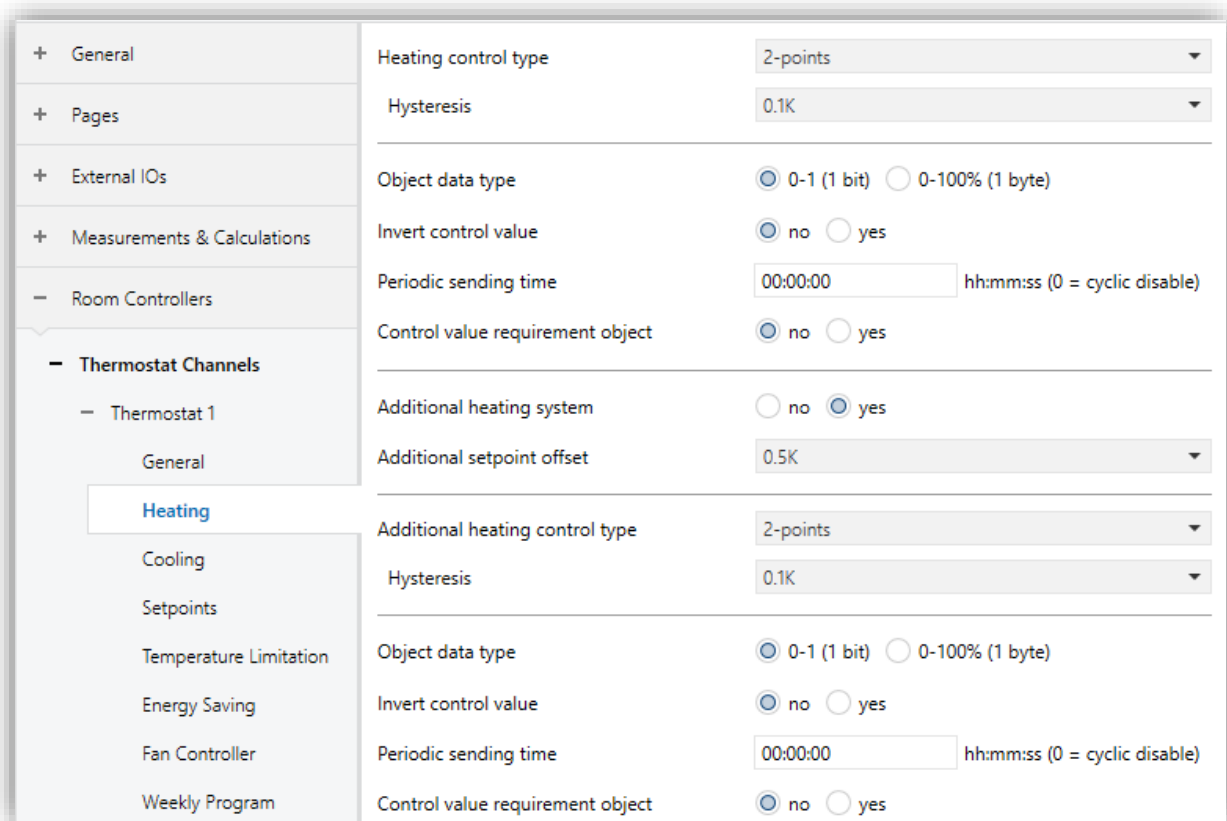 + General
+ Pages
+ External IOs
+ Measurements & Calculations
− Room Controllers
− Thermostat Channels
− Thermostat 1
General
Heating
Cooling
Setpoints
Temperature Limitation
Energy Saving
Fan Controller
Weekly Program
Heating control type 2-points
Hysteresis 0.1K
Object data type 0-1 (1 bit) 0-100% (1 byte)
Invert control value no yes
Periodic sending time 00:00:00 hh:mm:ss (0 = cyclic disable)
Control value requirement object no yes
Additional heating system no yes
Additional setpoint offset 0.5K
Additional heating control type 2-points
Hysteresis 0.1K
Object data type 0-1 (1 bit) 0-100% (1 byte)
Invert control value no yes
Periodic sending time 00:00:00 hh:mm:ss (0 = cyclic disable)
Control value requirement object no yes